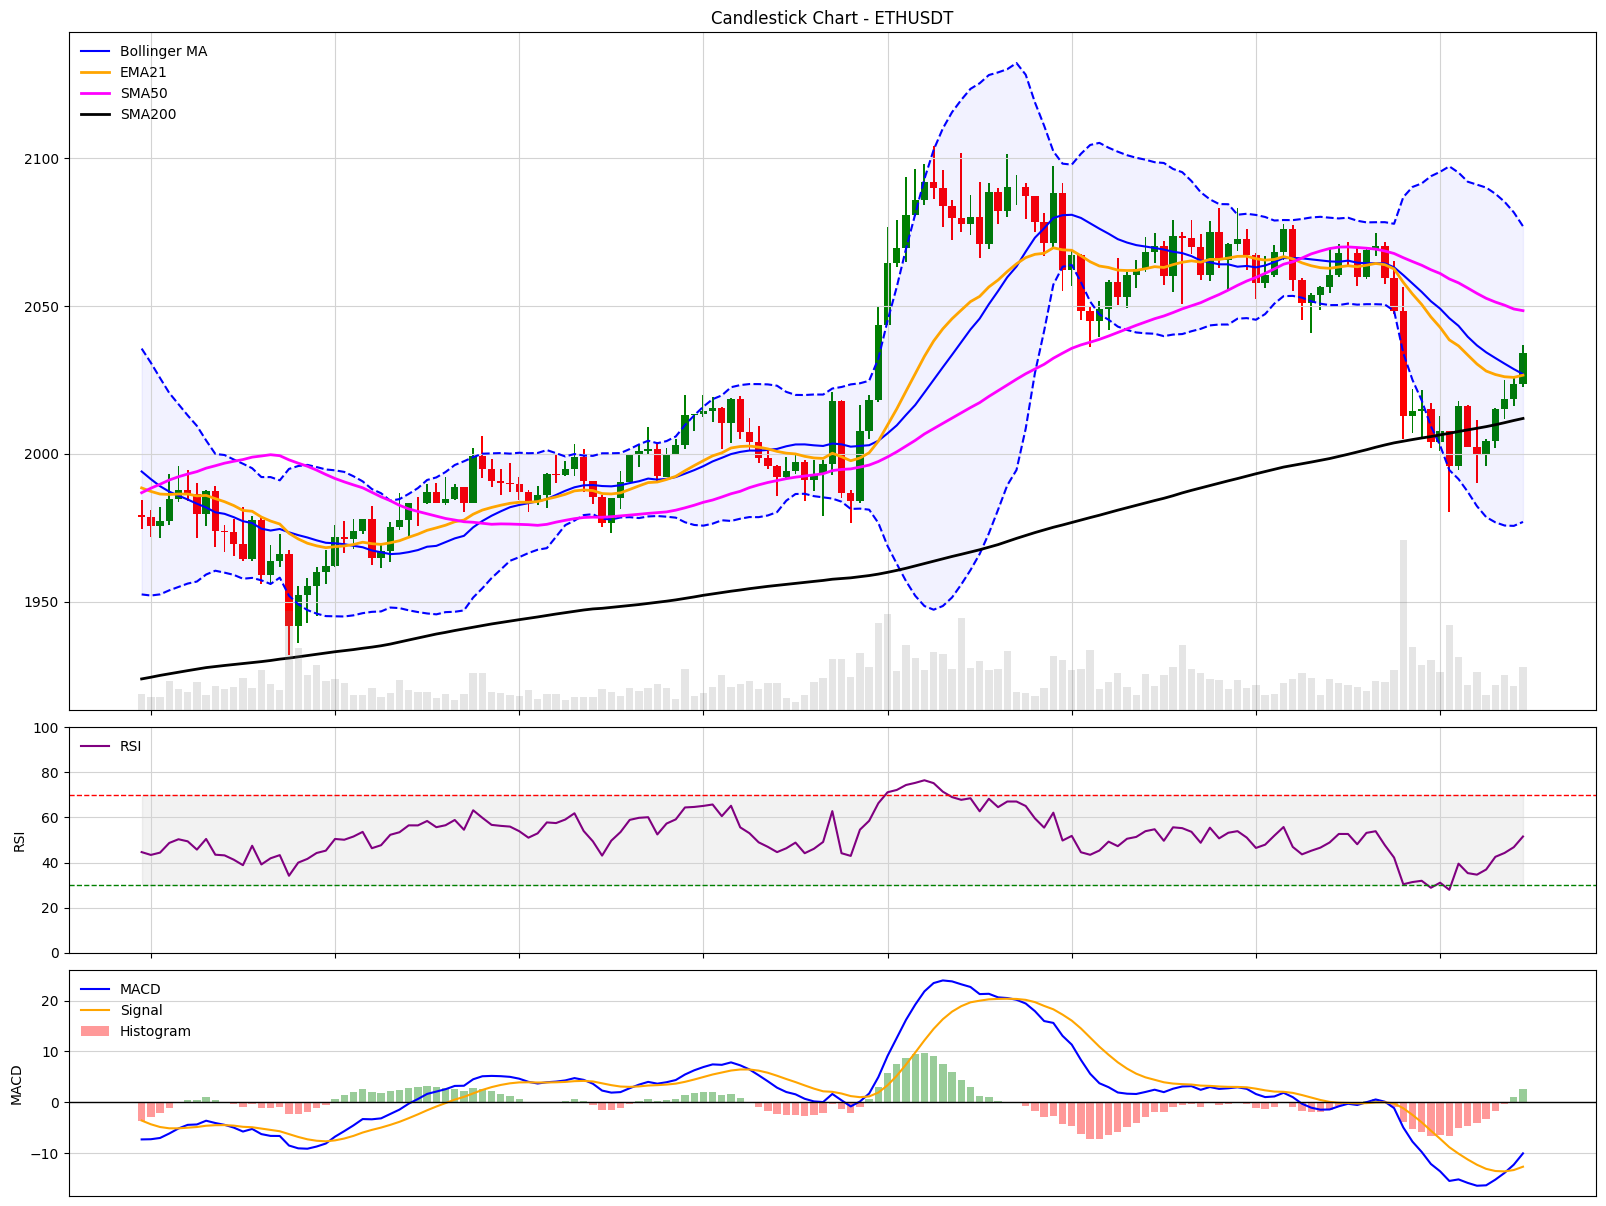 Candlestick Chart - ETHUSDT
Bollinger MA
EMA21
SMA50
SMA200
2100
2050
2000
1950
RSI
100
80
60
40
20
0
RSI
MACD
Signal
Histogram
20
10
0
−10
MACD